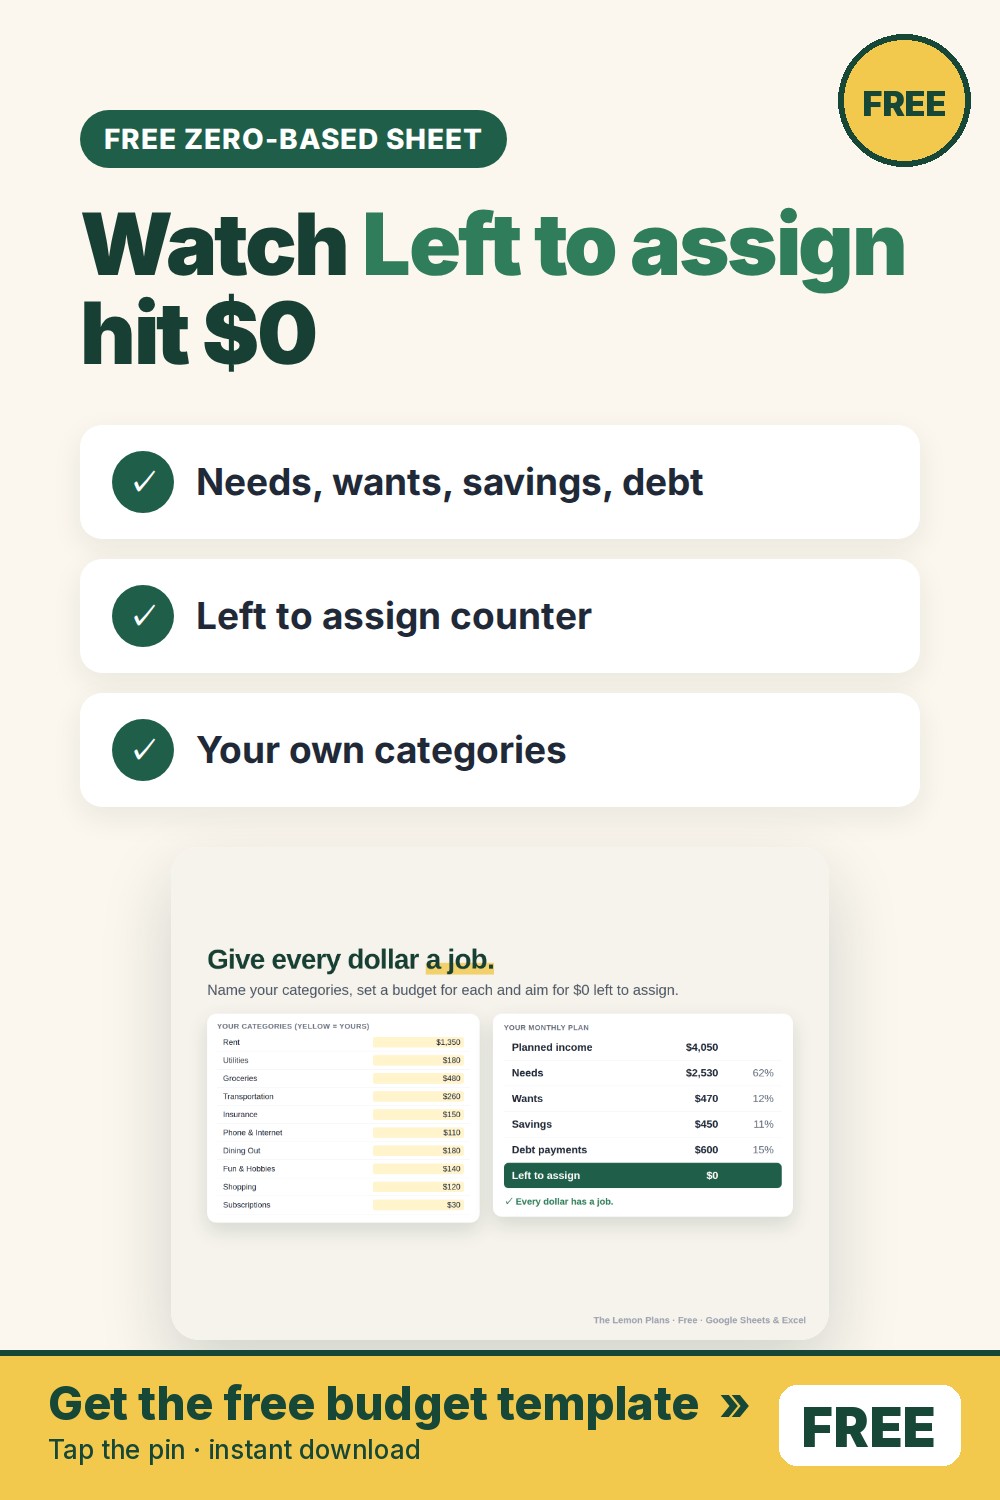 FREE
FREE ZERO-BASED SHEET
Watch Left to assign
hit $0
✓ Needs, wants, savings, debt
✓ Left to assign counter
✓ Your own categories
Give every dollar a job.
Name your categories, set a budget for each and aim for $0 left to assign.
YOUR CATEGORIES (YELLOW = YOURS)
Rent $1,350
Utilities $180
Groceries $480
Transportation $260
Insurance $150
Phone & Internet $110
Dining Out $180
Fun & Hobbies $140
Shopping $120
Subscriptions $30
YOUR MONTHLY PLAN
Planned income $4,050
Needs $2,530 62%
Wants $470 12%
Savings $450 11%
Debt payments $600 15%
Left to assign $0
✓ Every dollar has a job.
The Lemon Plans · Free · Google Sheets & Excel
Get the free budget template »
Tap the pin · instant download
FREE